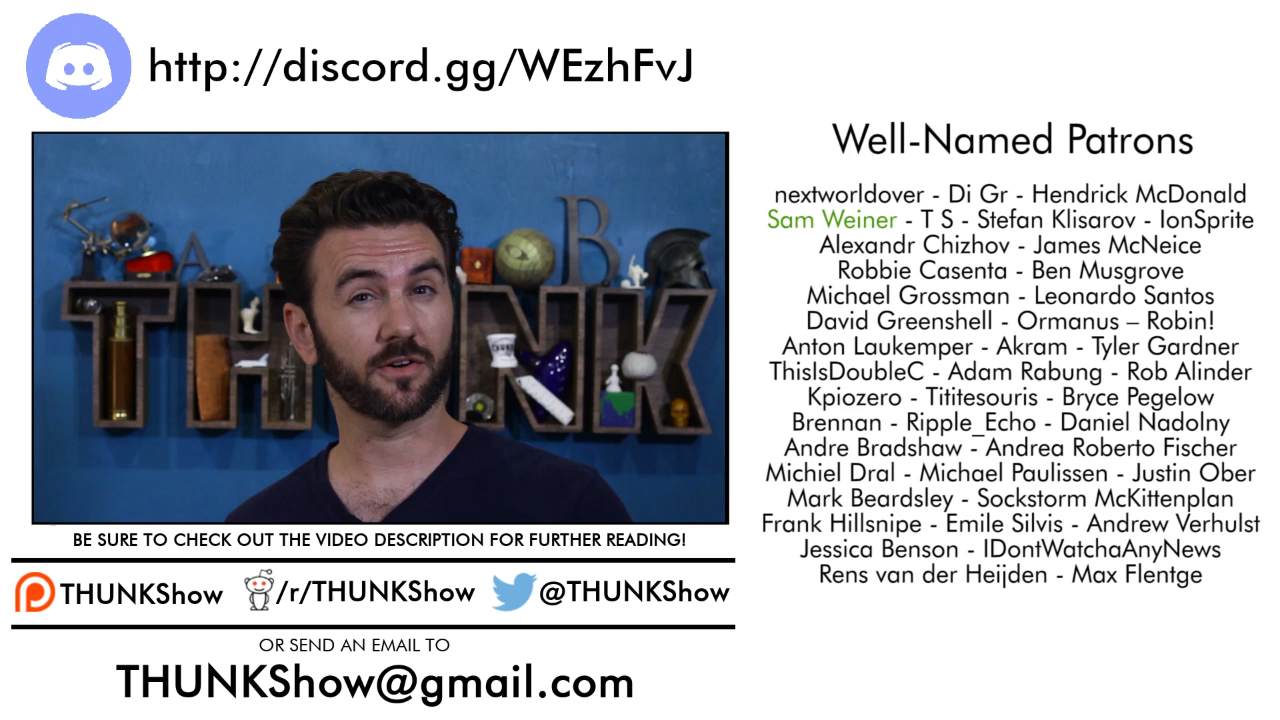 http://discord.gg/WEzhFvJ
A
B
THUNK
BE SURE TO CHECK OUT THE VIDEO DESCRIPTION FOR FURTHER READING!
THUNKShow
/r/THUNKShow
@THUNKShow
OR SEND AN EMAIL TO
THUNKShow@gmail.com
Well-Named Patrons
nextworldover - Di Gr - Hendrick McDonald
Sam Weiner - T S - Stefan Klisarov - IonSprite
Alexandr Chizhov - James McNeice
Robbie Casenta - Ben Musgrove
Michael Grossman - Leonardo Santos
David Greenshell - Ormanus – Robin!
Anton Laukemper - Akram - Tyler Gardner
ThisIsDoubleC - Adam Rabung - Rob Alinder
Kpiozero - Tititesouris - Bryce Pegelow
Brennan - Ripple_Echo - Daniel Nadolny
Andre Bradshaw - Andrea Roberto Fischer
Michiel Dral - Michael Paulissen - Justin Ober
Mark Beardsley - Sockstorm McKittenplan
Frank Hillsnipe - Emile Silvis - Andrew Verhulst
Jessica Benson - IDontWatchaAnyNews
Rens van der Heijden - Max Flentge